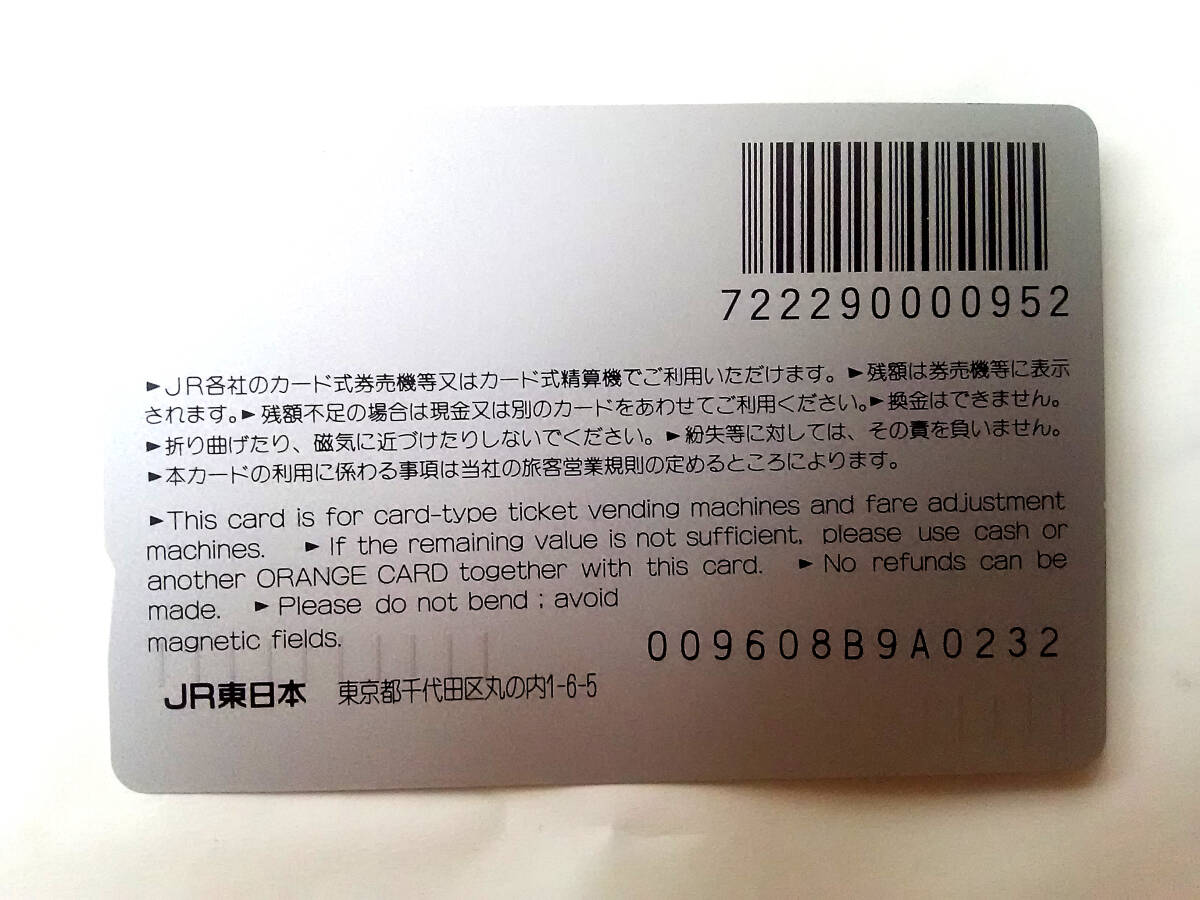 722290000952
►JR各社のカード式券売機等又はカード式精算機でご利用いただけます。►残額は券売機等に表示
されます。►残額不足の場合は現金又は別のカードをあわせてご利用ください。►換金はできません。
►折り曲げたり、磁気に近づけたりしないでください。►紛失等に対しては、その責を負いません。
►本カードの利用に係わる事項は当社の旅客営業規則の定めるところによります。
►This card is for card-type ticket vending machines and fare adjustment
machines. ►If the remaining value is not sufficient, please use cash or
another ORANGE CARD together with this card. ►No refunds can be
made. ►Please do not bend; avoid
magnetic fields.
009608B9A0232
JR東日本 東京都千代田区丸の内1-6-5